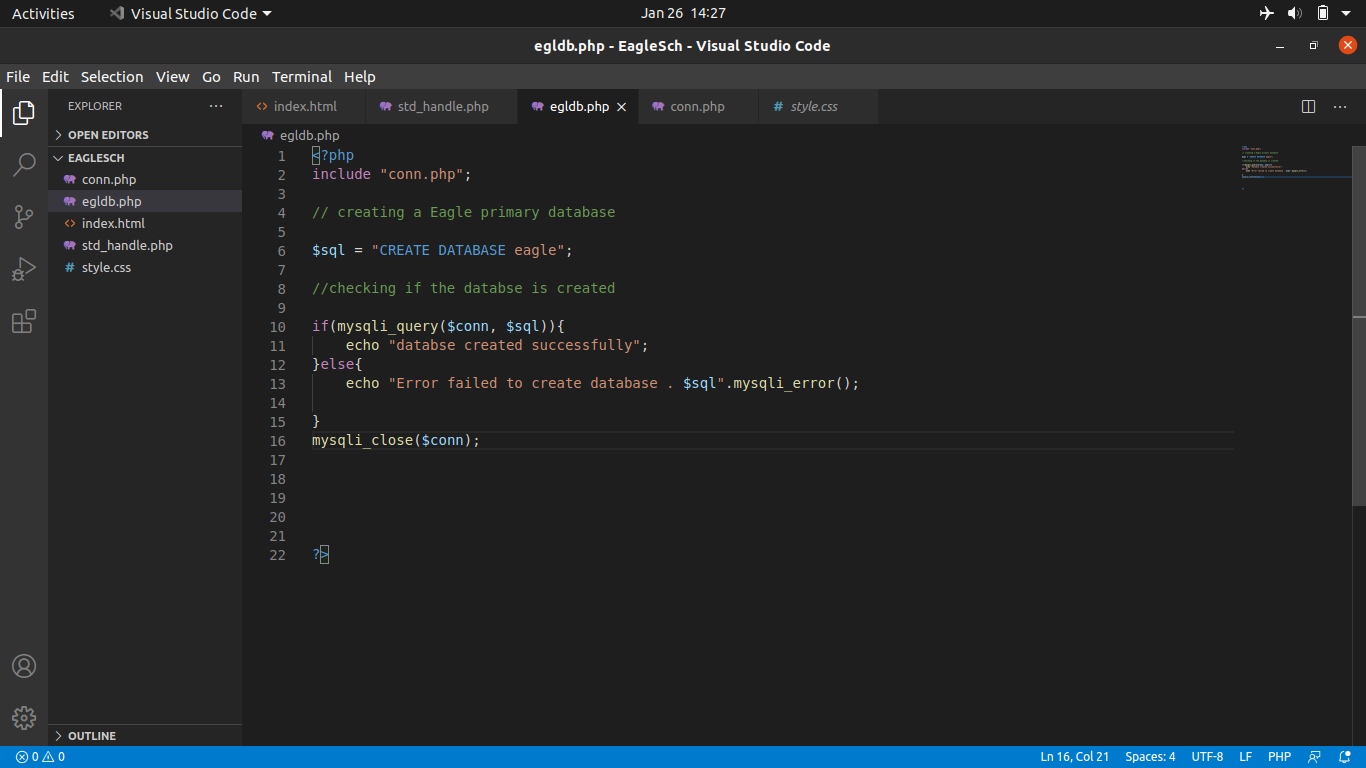 Activities Visual Studio Code Jan 26 14:27
egldb.php - EagleSch - Visual Studio Code
File Edit Selection View Go Run Terminal Help
EXPLORER
index.html std_handle.php egldb.php conn.php style.css
OPEN EDITORS
EAGLESCH
conn.php
egldb.php
index.html
std_handle.php
style.css
egldb.php
1 <?php
2 include "conn.php";
3
4 // creating a Eagle primary database
5
6 $sql = "CREATE DATABASE eagle";
7
8 //checking if the databse is created
9
10 if(mysqli_query($conn, $sql)){
11 echo "databse created successfully";
12 }else{
13 echo "Error failed to create database . $sql".mysqli_error();
14
15 }
16 mysqli_close($conn);
17
18
19
20
21
22 ?>
OUTLINE
0 0 Ln 16, Col 21 Spaces: 4 UTF-8 LF PHP